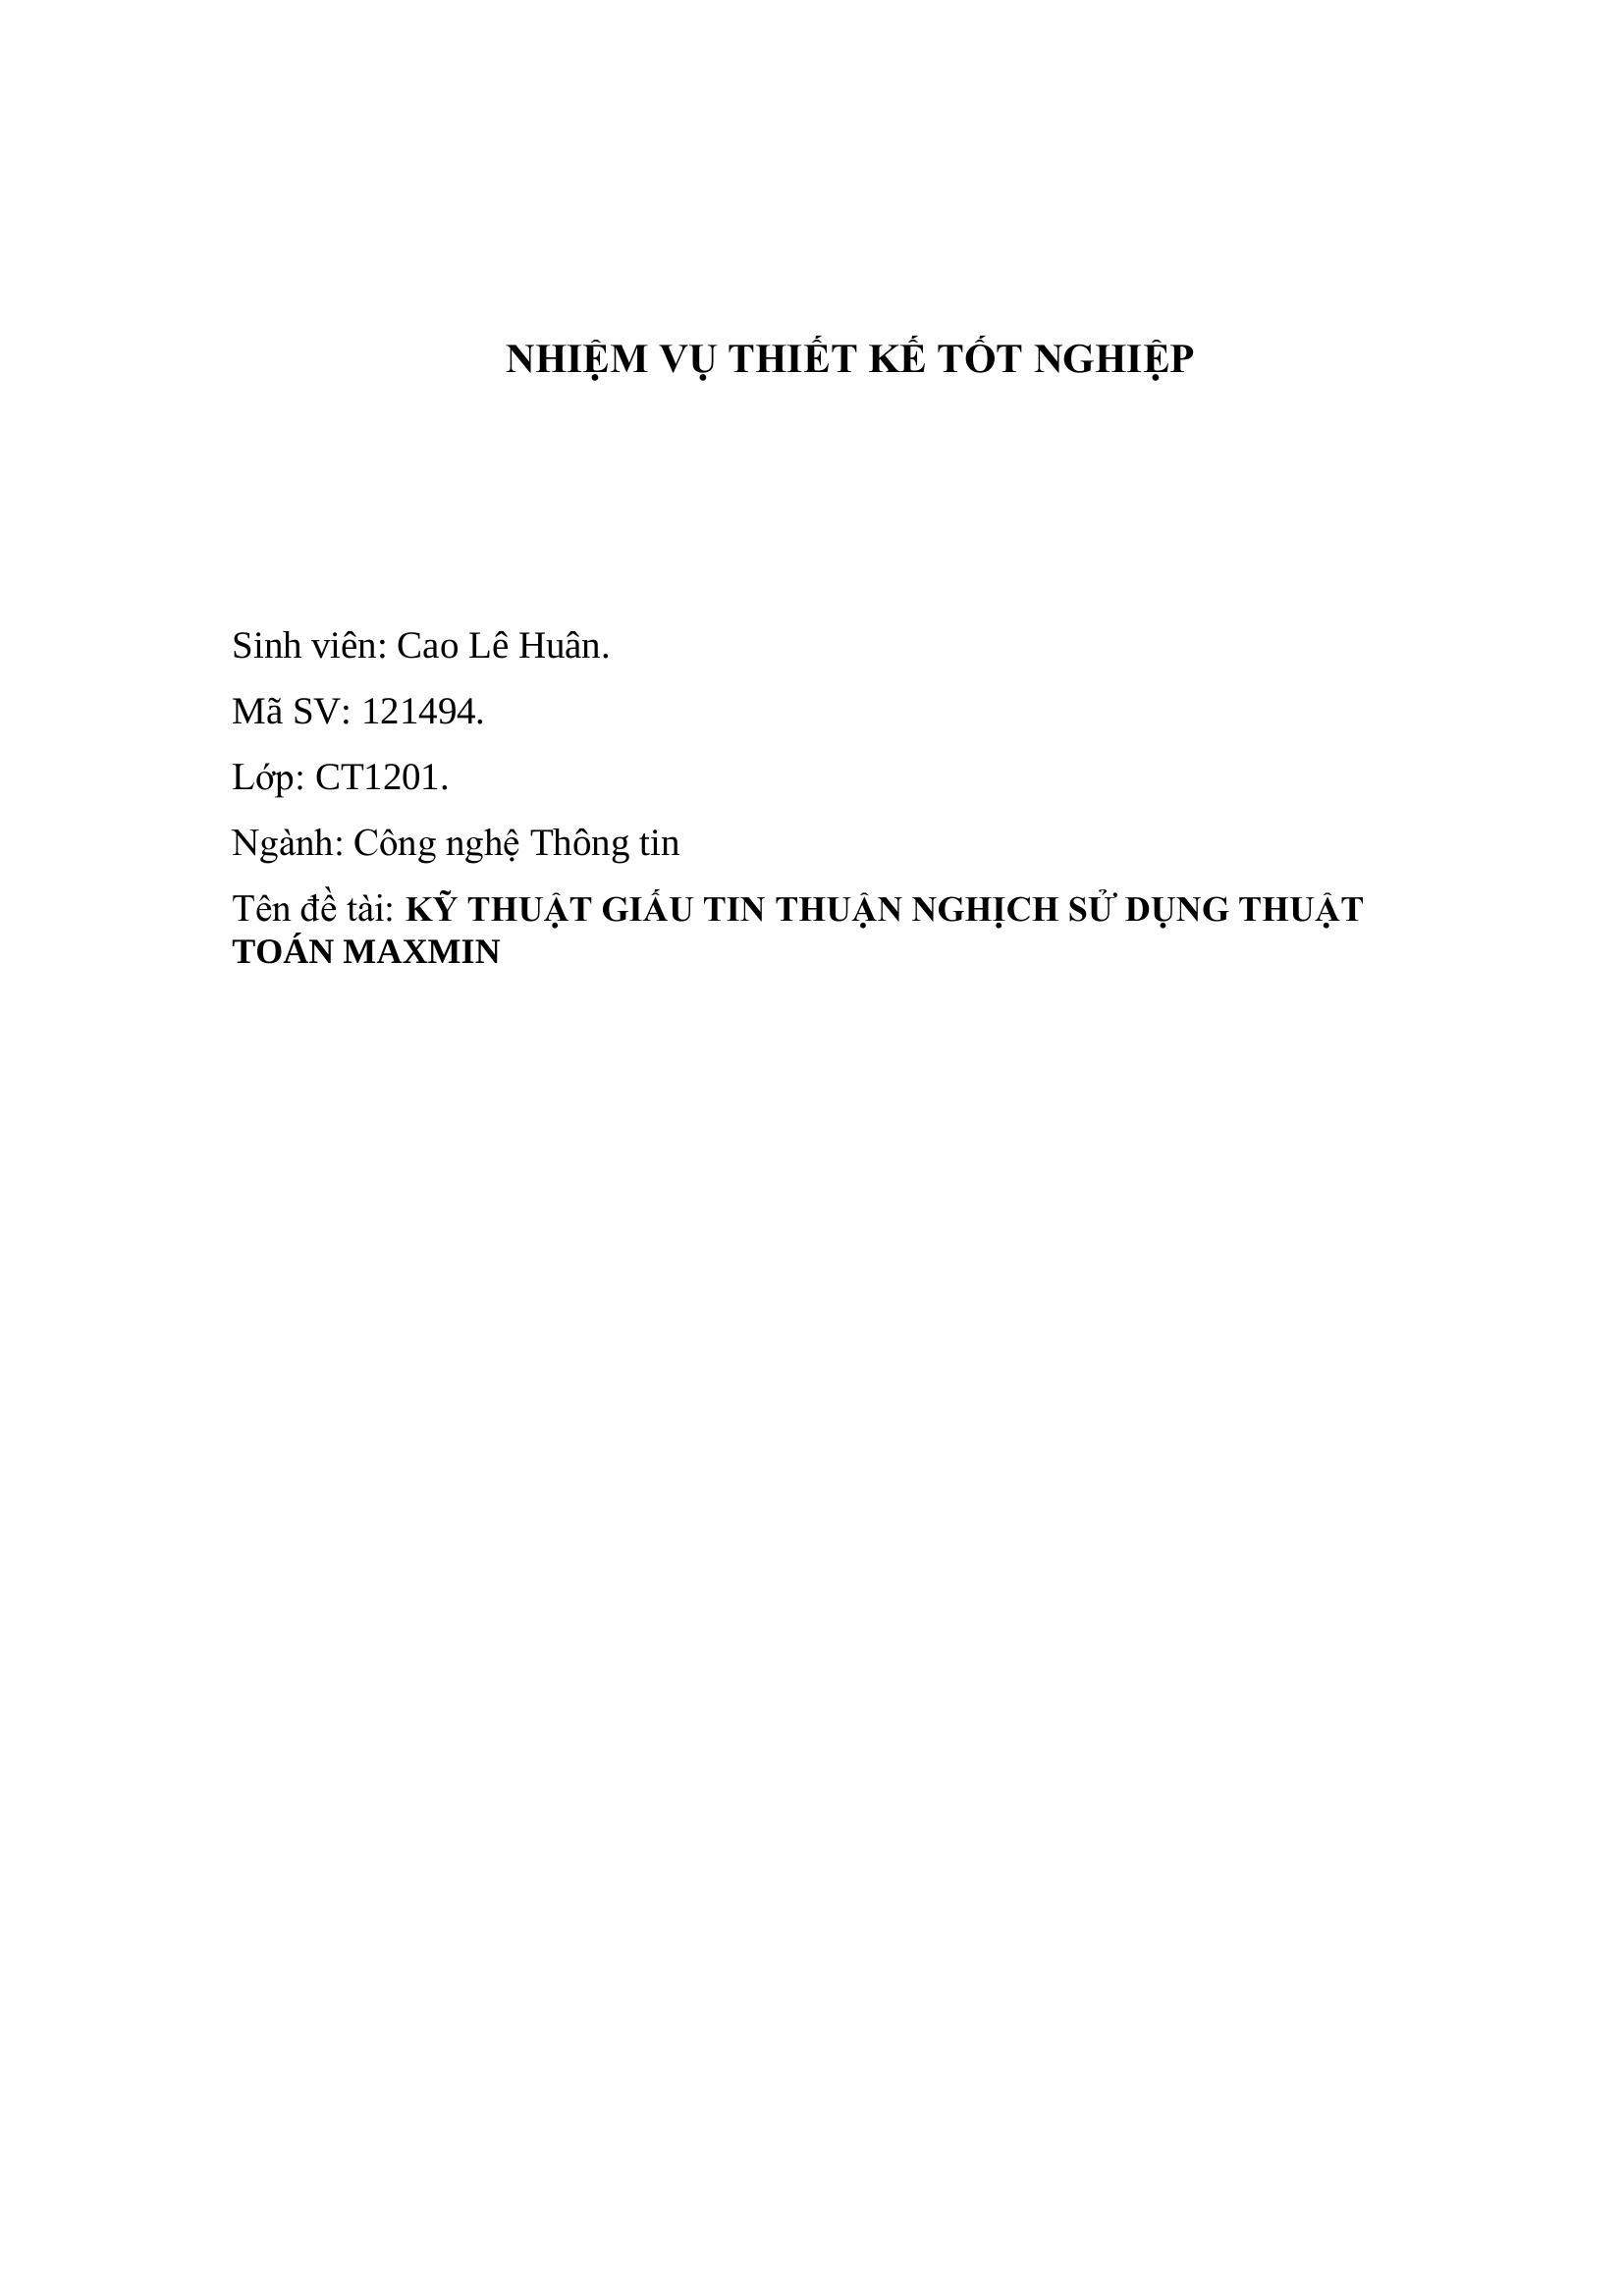 NHIỆM VỤ THIẾT KẾ TỐT NGHIỆP
Sinh viên: Cao Lê Huân.
Mã SV: 121494.
Lớp: CT1201.
Ngành: Công nghệ Thông tin
Tên đề tài: KỸ THUẬT GIẤU TIN THUẬN NGHỊCH SỬ DỤNG THUẬT
TOÁN MAXMIN